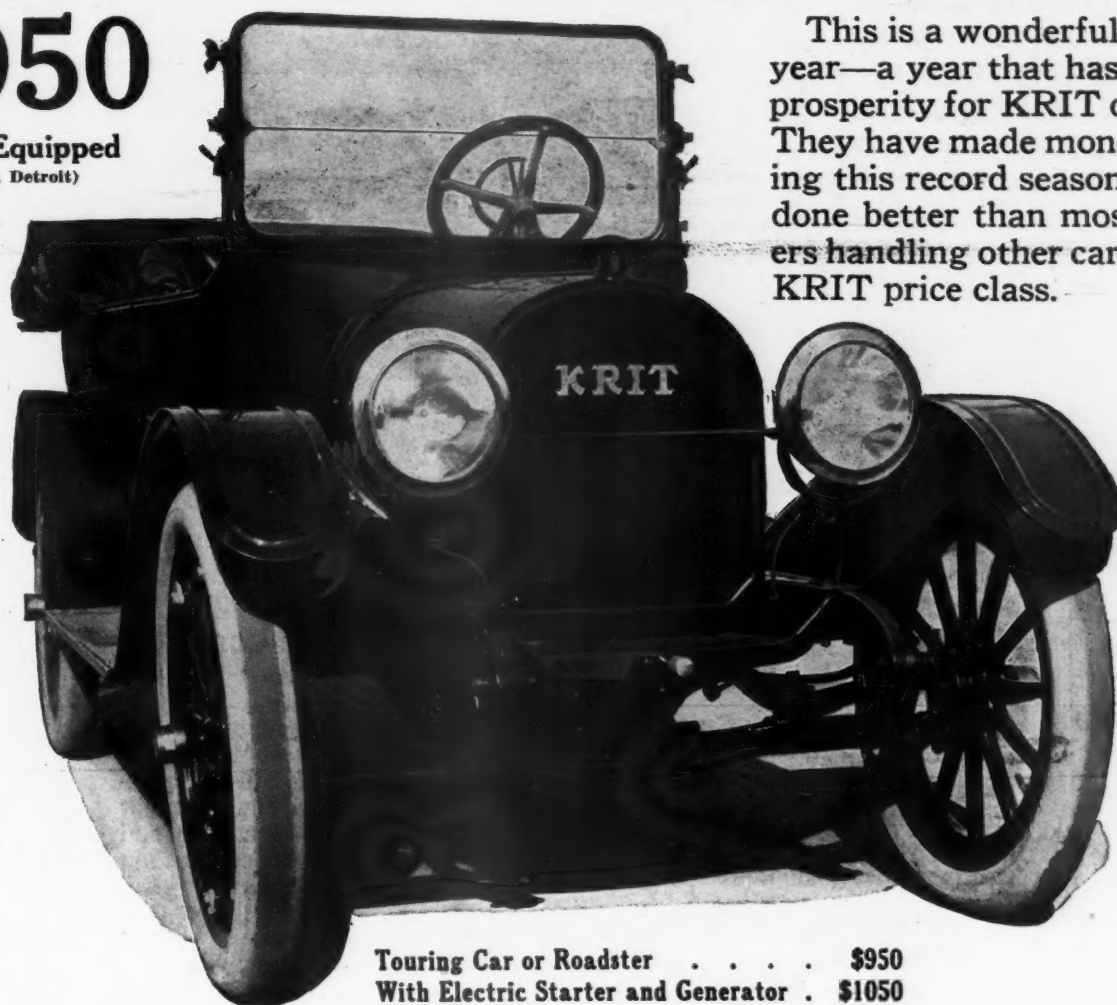 950
Equipped
Detroit)
This is a wonderful
year—a year that has
prosperity for KRIT
They have made mon
ing this record season
done better than mos
ers handling other car
KRIT price class.
KRIT
Touring Car or Roadster . . . . $950
With Electric Starter and Generator . $1050